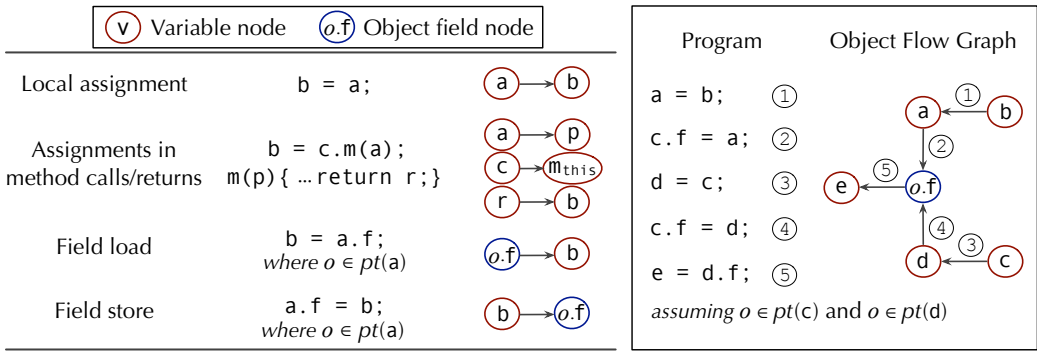 v Variable node o.f Object field node
Local assignment b = a; a b
Assignments in method calls/returns
b = c.m(a);
m(p){ …return r;}
a p
c m_this
r b
Field load b = a.f;
where o ∈ pt(a)
o.f b
Field store a.f = b;
where o ∈ pt(a)
b o.f
Program Object Flow Graph
a = b; ①
c.f = a; ②
d = c; ③
c.f = d; ④
e = d.f; ⑤
a ① b
②
e ⑤ o.f
④
d ③ c
assuming o ∈ pt(c) and o ∈ pt(d)